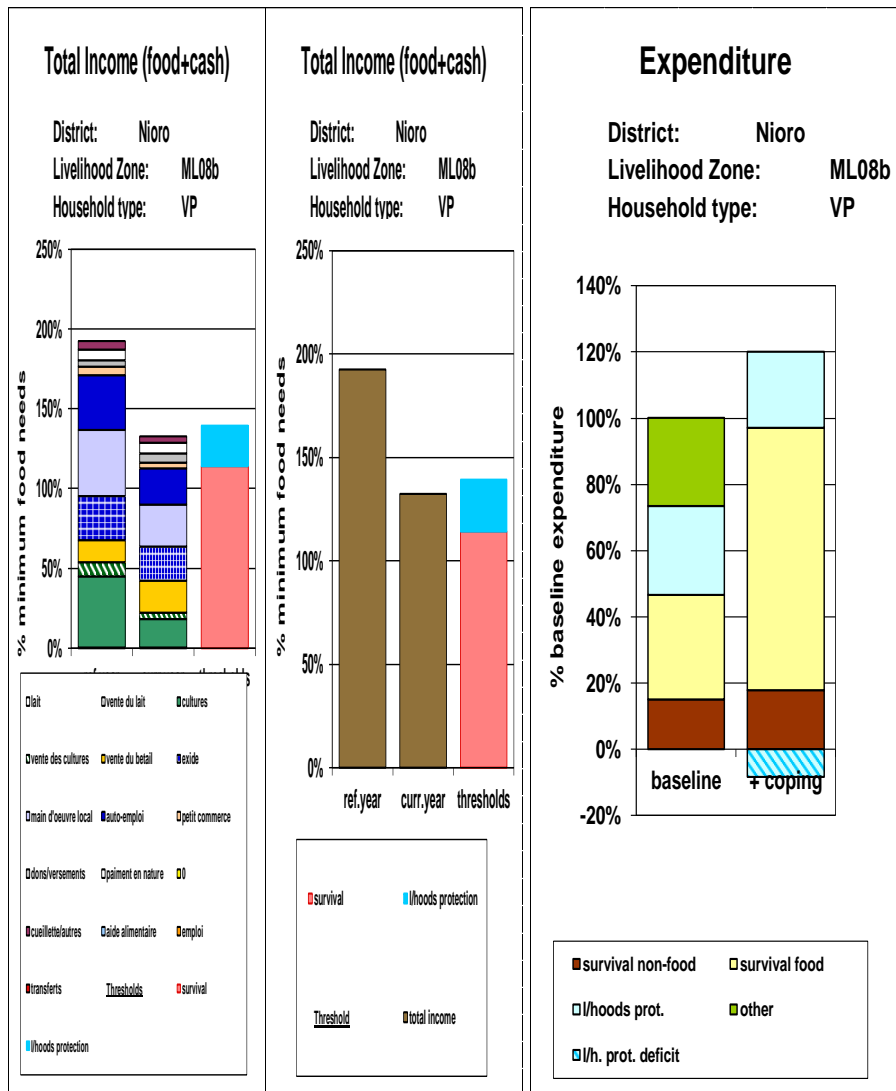 Total Income (food+cash)
District: Nioro
Livelihood Zone: ML08b
Household type: VP
250%
200%
150%
100%
50%
0%
% minimum food needs
lait vente du lait cultures
vente des cultures vente du betail exide
main d'oeuvre local auto-emploi petit commerce
dons/versements paiment en nature 0
cueillette/autres aide alimentaire emploi
transferts Thresholds survival
l/hoods protection
Total Income (food+cash)
District: Nioro
Livelihood Zone: ML08b
Household type: VP
250%
200%
150%
100%
50%
0%
% minimum food needs
ref.year curr.year thresholds
survival l/hoods protection
Threshold total income
Expenditure
District: Nioro
Livelihood Zone: ML08b
Household type: VP
140%
120%
100%
80%
60%
40%
20%
0%
-20%
% baseline expenditure
baseline + coping
survival non-food survival food
l/hoods prot. other
l/h. prot. deficit